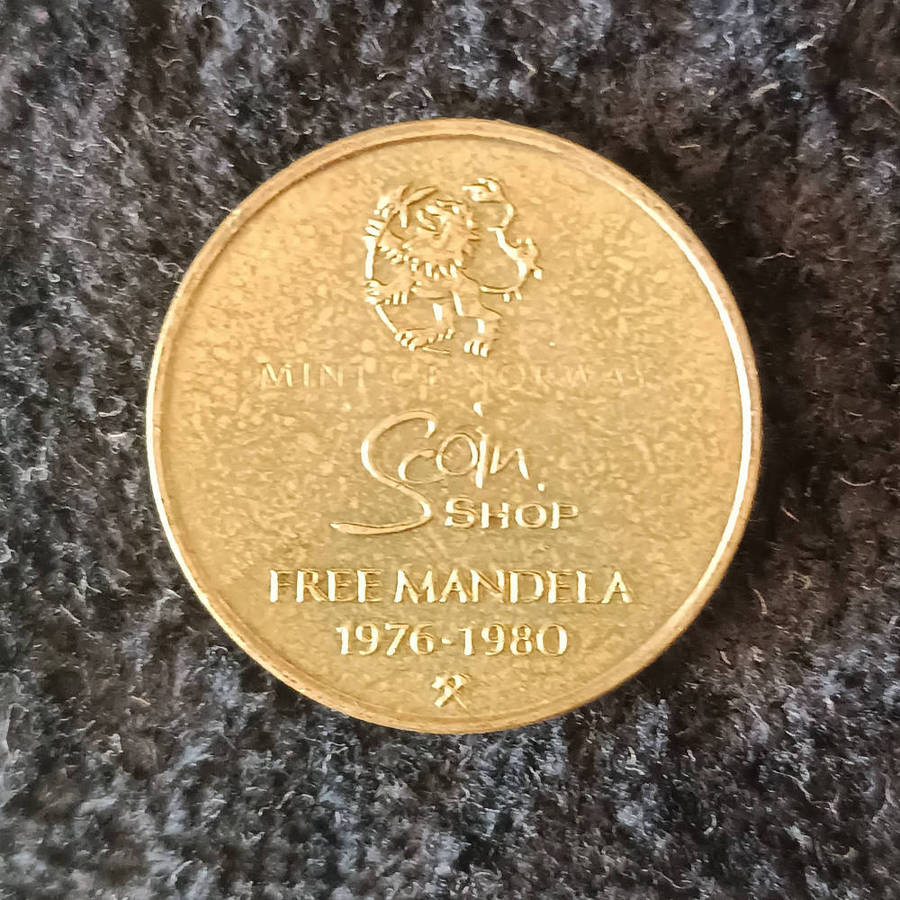 MINT OF NORWAY
Scoin
SHOP
FREE MANDELA
1976-1980